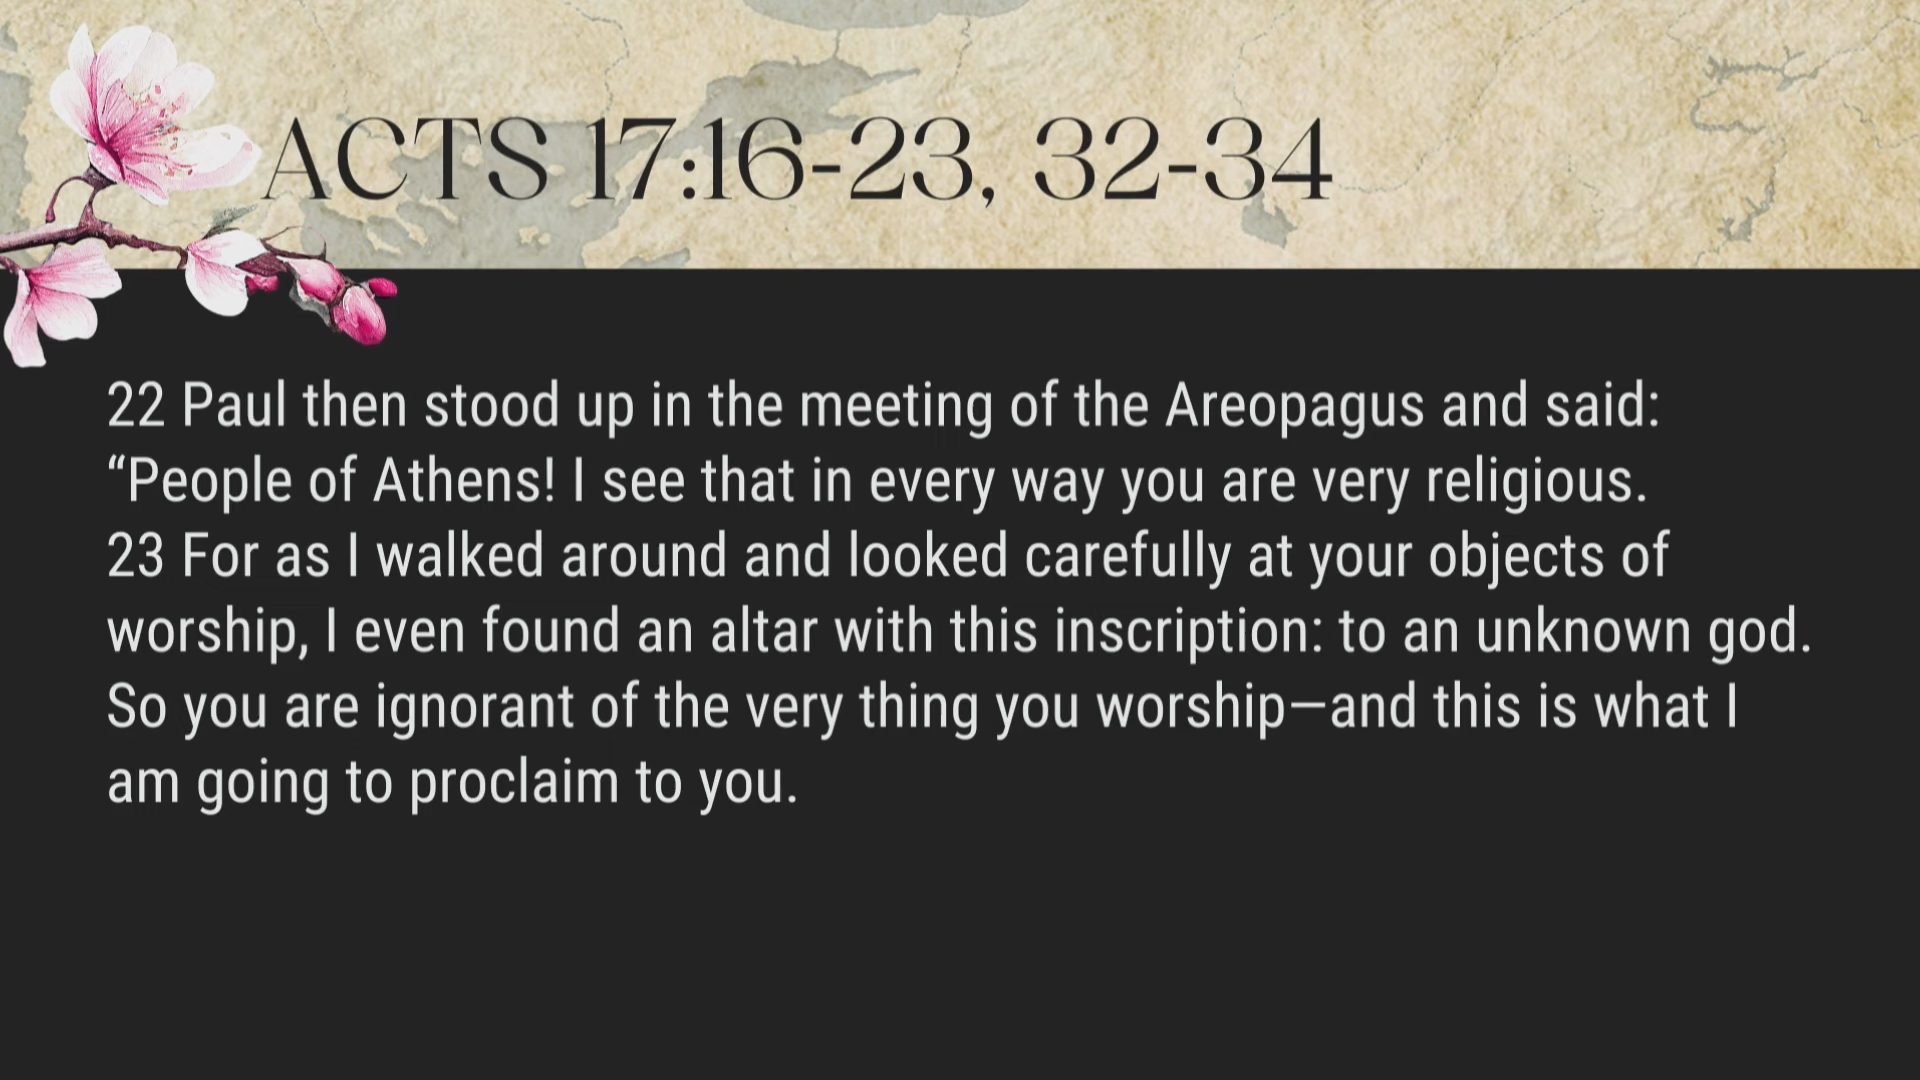 ACTS 17:16-23, 32-34
22 Paul then stood up in the meeting of the Areopagus and said:
“People of Athens! I see that in every way you are very religious.
23 For as I walked around and looked carefully at your objects of
worship, I even found an altar with this inscription: to an unknown god.
So you are ignorant of the very thing you worship—and this is what I
am going to proclaim to you.